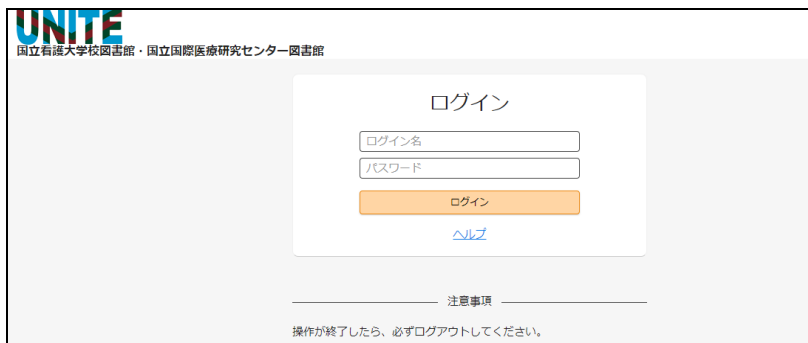 UNITE
国立看護大学校図書館・国立国際医療研究センター図書館
ログイン
ログイン名
パスワード
ログイン
ヘルプ
注意事項
操作が終了したら、必ずログアウトしてください。